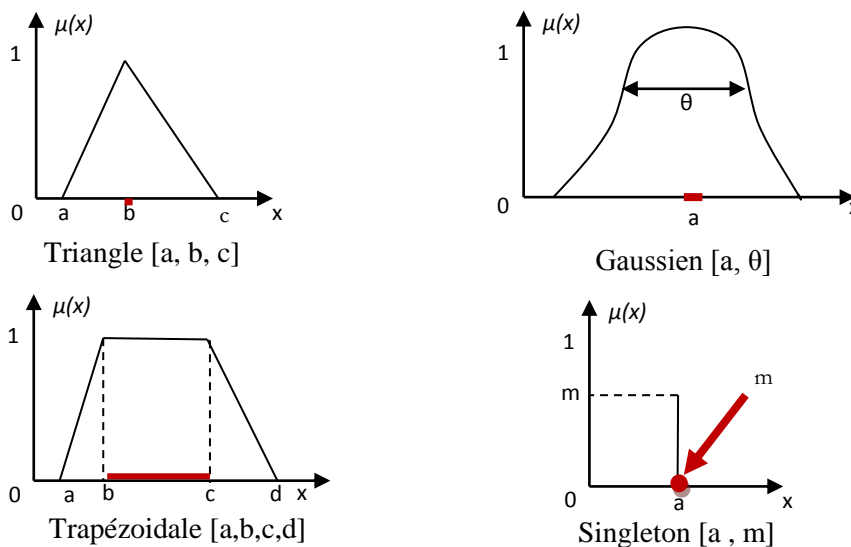 μ(x)
1
0
a
b
c
x
Triangle [a, b, c]
μ(x)
1
θ
0
a
Gaussien [a, θ]
μ(x)
1
0
a
b
c
d
x
Trapézoidale [a,b,c,d]
μ(x)
1
m
m
0
a
x
Singleton [a , m]